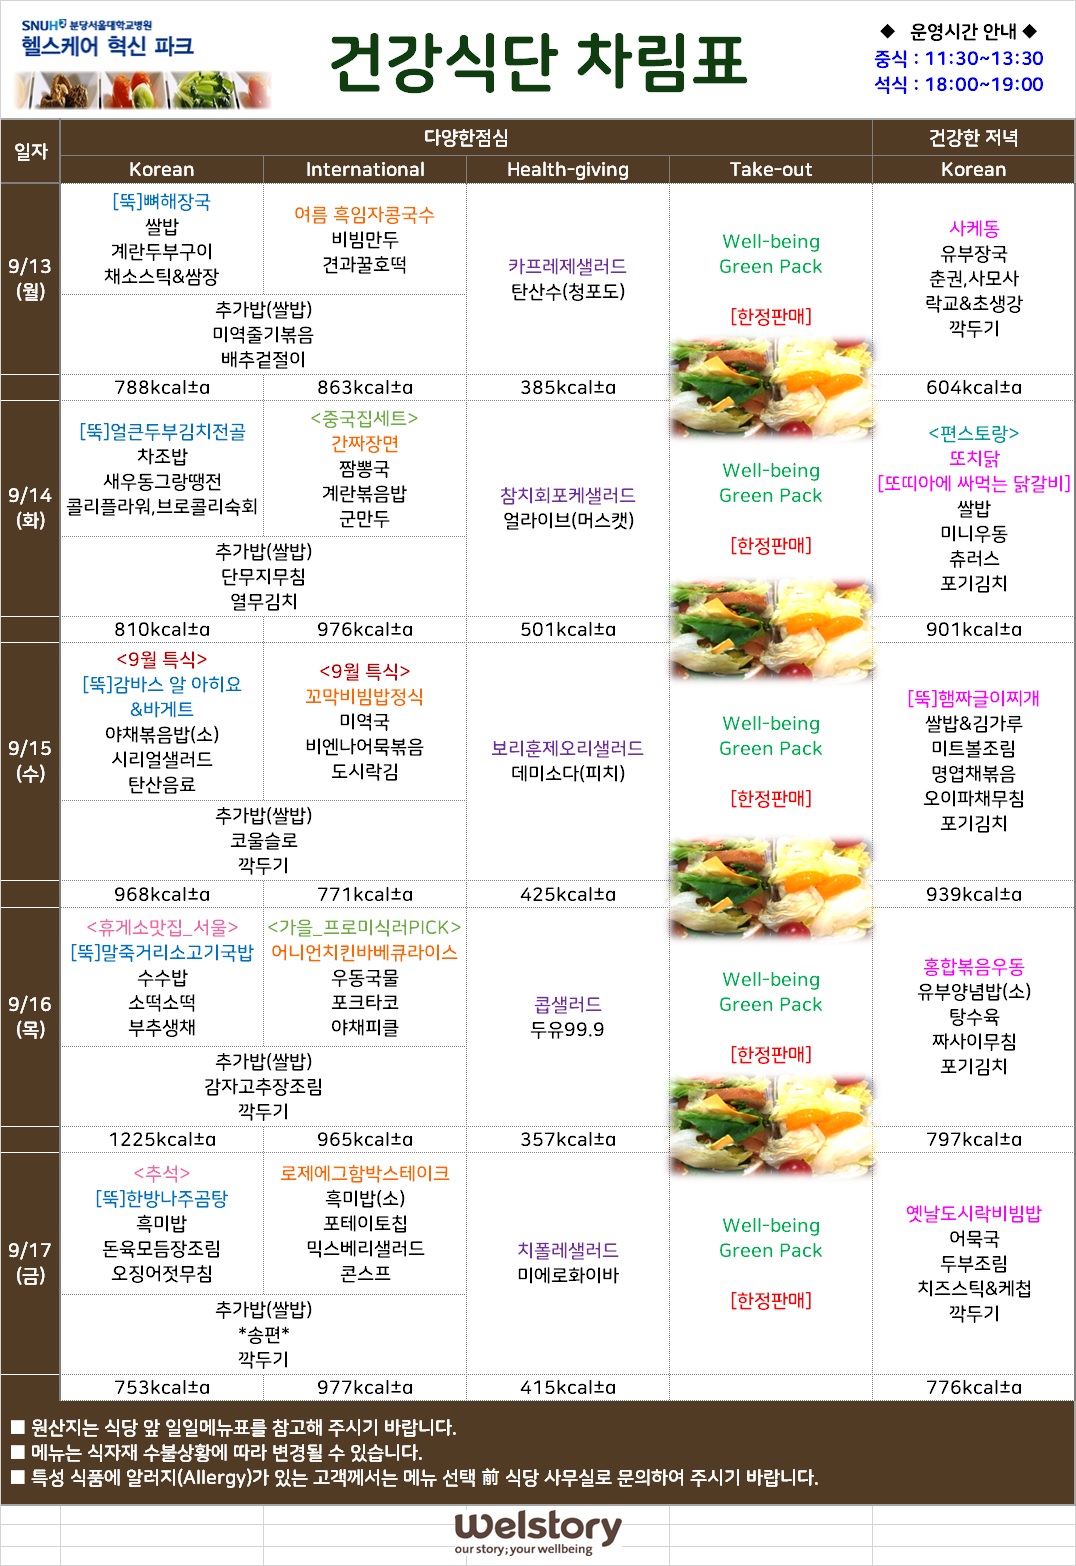 SNUH 분당서울대학교병원
헬스케어 혁신 파크
건강식단 차림표
◆ 운영시간 안내 ◆
중식 : 11:30~13:30
석식 : 18:00~19:00
일자
다양한점심
건강한 저녁
Korean
International
Health-giving
Take-out
Korean
9/13
(월)
[뚝]뼈해장국
쌀밥
계란두부구이
채소스틱&쌈장
여름 흑임자콩국수
비빔만두
견과꿀호떡
추가밥(쌀밥)
미역줄기볶음
배추겉절이
카프레제샐러드
탄산수(청포도)
Well-being
Green Pack
[한정판매]
사케동
유부장국
춘권,사모사
락교&초생강
깍두기
788kcal±α
863kcal±α
385kcal±α
604kcal±α
9/14
(화)
[뚝]얼큰두부김치전골
차조밥
새우동그랑땡전
콜리플라워,브로콜리숙회
<중국집세트>
간짜장면
짬뽕국
계란볶음밥
군만두
추가밥(쌀밥)
단무지무침
열무김치
참치회포케샐러드
얼라이브(머스캣)
Well-being
Green Pack
[한정판매]
<편스토랑>
또치닭
[또띠아에 싸먹는 닭갈비]
쌀밥
미니우동
츄러스
포기김치
810kcal±α
976kcal±α
501kcal±α
901kcal±α
9/15
(수)
<9월 특식>
[뚝]감바스 알 아히요
&바게트
야채볶음밥(소)
시리얼샐러드
탄산음료
<9월 특식>
꼬막비빔밥정식
미역국
비엔나어묵볶음
도시락김
추가밥(쌀밥)
코울슬로
깍두기
보리훈제오리샐러드
데미소다(피치)
Well-being
Green Pack
[한정판매]
[뚝]햄짜글이찌개
쌀밥&김가루
미트볼조림
명엽채볶음
오이파채무침
포기김치
968kcal±α
771kcal±α
425kcal±α
939kcal±α
9/16
(목)
<휴게소맛집_서울>
[뚝]말죽거리소고기국밥
수수밥
소떡소떡
부추생채
<가을_프로미식러PICK>
어니언치킨바베큐라이스
우동국물
포크타코
야채피클
추가밥(쌀밥)
감자고추장조림
깍두기
콥샐러드
두유99.9
Well-being
Green Pack
[한정판매]
홍합볶음우동
유부양념밥(소)
탕수육
짜사이무침
포기김치
1225kcal±α
965kcal±α
357kcal±α
797kcal±α
9/17
(금)
<추석>
[뚝]한방나주곰탕
흑미밥
돈육모듬장조림
오징어젓무침
로제에그함박스테이크
흑미밥(소)
포테이토칩
믹스베리샐러드
콘스프
추가밥(쌀밥)
*송편*
깍두기
치폴레샐러드
미에로화이바
Well-being
Green Pack
[한정판매]
옛날도시락비빔밥
어묵국
두부조림
치즈스틱&케첩
깍두기
753kcal±α
977kcal±α
415kcal±α
776kcal±α
■ 원산지는 식당 앞 일일메뉴표를 참고해 주시기 바랍니다.
■ 메뉴는 식자재 수불상황에 따라 변경될 수 있습니다.
■ 특성 식품에 알러지(Allergy)가 있는 고객께서는 메뉴 선택 前 식당 사무실로 문의하여 주시기 바랍니다.
welstory
our story; your wellbeing